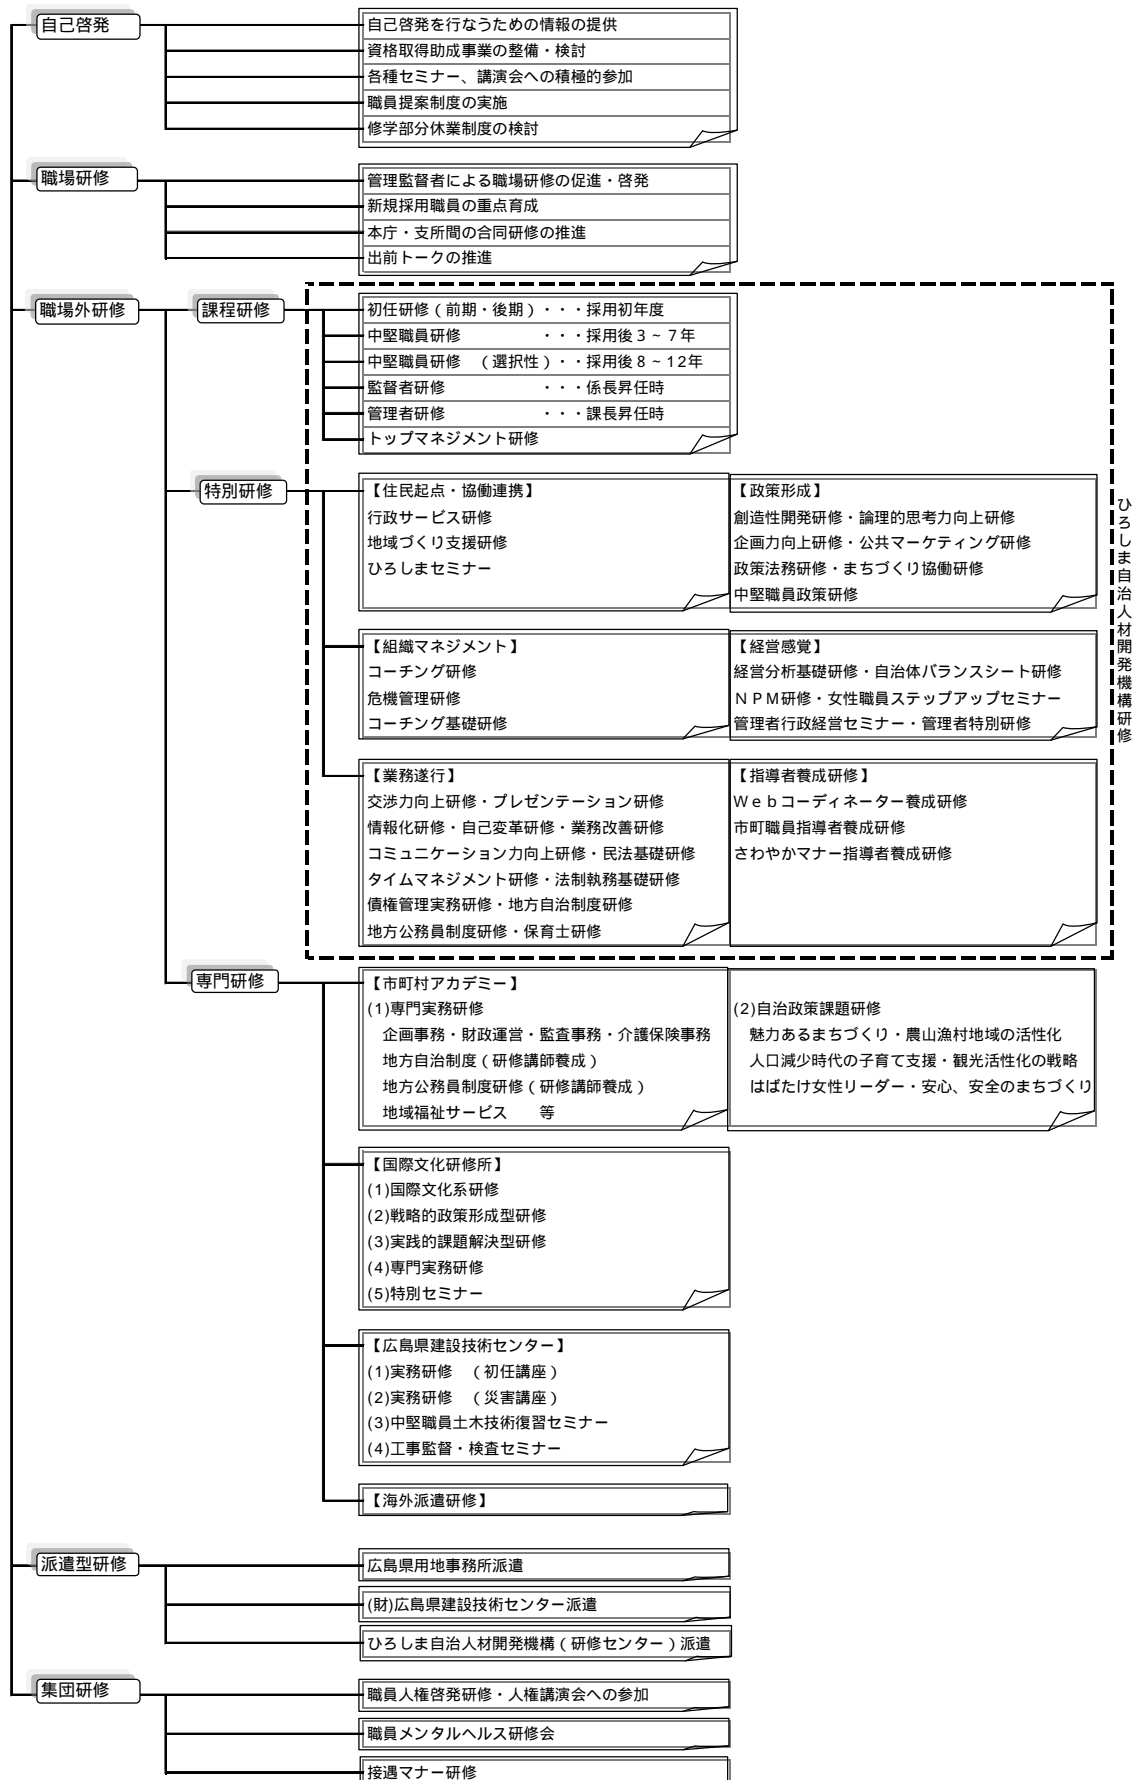 自己啓発
自己啓発を行なうための情報の提供
資格取得助成事業の整備・検討
各種セミナー、講演会への積極的参加
職員提案制度の実施
修学部分休業制度の検討
職場研修
管理監督者による職場研修の促進・啓発
新規採用職員の重点育成
本庁・支所間の合同研修の推進
出前トークの推進
職場外研修
課程研修
初任研修(前期・後期)・・・採用初年度
中堅職員研修 ・・・採用後3~7年
中堅職員研修 (選択性)・・採用後8~12年
監督者研修 ・・・係長昇任時
管理者研修 ・・・課長昇任時
トップマネジメント研修
特別研修
【住民起点・協働連携】
行政サービス研修
地域づくり支援研修
ひろしまセミナー
【政策形成】
創造性開発研修・論理的思考力向上研修
企画力向上研修・公共マーケティング研修
政策法務研修・まちづくり協働研修
中堅職員政策研修
【組織マネジメント】
コーチング研修
危機管理研修
コーチング基礎研修
【経営感覚】
経営分析基礎研修・自治体バランスシート研修
NPM研修・女性職員ステップアップセミナー
管理者行政経営セミナー・管理者特別研修
【業務遂行】
交渉力向上研修・プレゼンテーション研修
情報化研修・自己変革研修・業務改善研修
コミュニケーション力向上研修・民法基礎研修
タイムマネジメント研修・法制執務基礎研修
債権管理実務研修・地方自治制度研修
地方公務員制度研修・保育士研修
【指導者養成研修】
Webコーディネーター養成研修
市町職員指導者養成研修
さわやかマナー指導者養成研修
ひろしま自治人材開発機構研修
専門研修
【市町村アカデミー】
(1)専門実務研修
企画事務・財政運営・監査事務・介護保険事務
地方自治制度(研修講師養成)
地方公務員制度研修(研修講師養成)
地域福祉サービス 等
(2)自治政策課題研修
魅力あるまちづくり・農山漁村地域の活性化
人口減少時代の子育て支援・観光活性化の戦略
はばたけ女性リーダー・安心、安全のまちづくり
【国際文化研修所】
(1)国際文化系研修
(2)戦略的政策形成型研修
(3)実践的課題解決型研修
(4)専門実務研修
(5)特別セミナー
【広島県建設技術センター】
(1)実務研修 (初任講座)
(2)実務研修 (災害講座)
(3)中堅職員土木技術復習セミナー
(4)工事監督・検査セミナー
【海外派遣研修】
派遣型研修
広島県用地事務所派遣
(財)広島県建設技術センター派遣
ひろしま自治人材開発機構(研修センター)派遣
集団研修
職員人権啓発研修・人権講演会への参加
職員メンタルヘルス研修会
接遇マナー研修